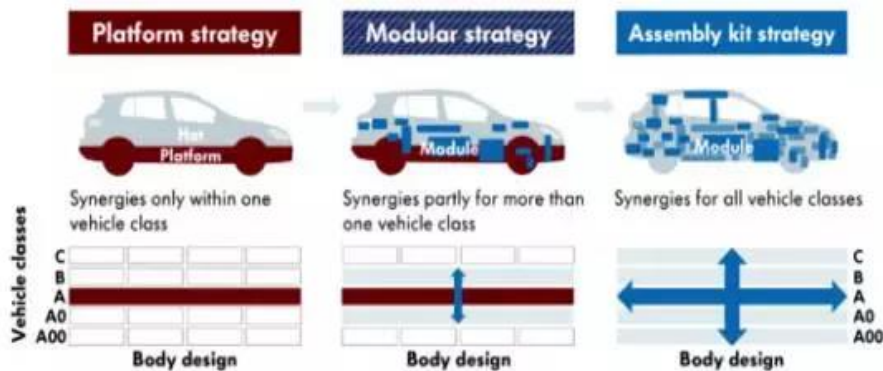 Platform strategy
Modular strategy
Assembly kit strategy
Hat
Platform
Module
Module
Synergies only within one
vehicle class
Synergies partly for more than
one vehicle class
Synergies for all vehicle classes
Vehicle classes
C
B
A
A0
A00
C
B
A
A0
A00
Body design
Body design
Body design